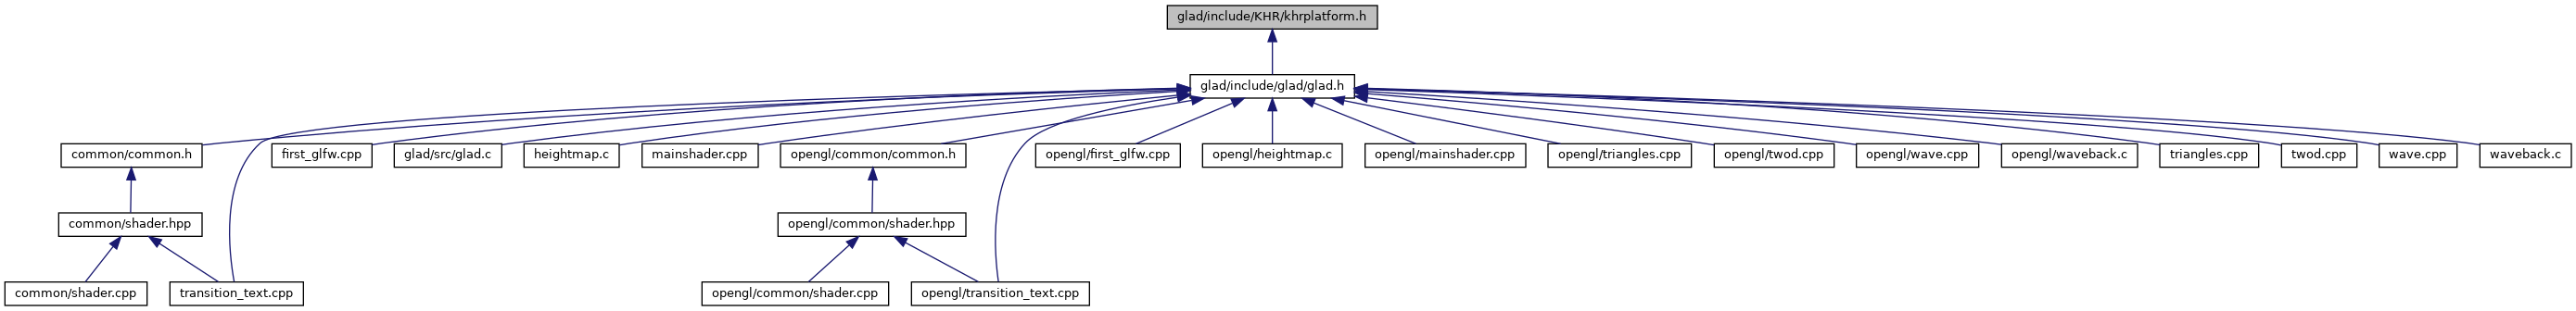 glad/include/KHR/khrplatform.h
glad/include/glad/glad.h
common/common.h
first_glfw.cpp
glad/src/glad.c
heightmap.c
mainshader.cpp
opengl/common/common.h
opengl/first_glfw.cpp
opengl/heightmap.c
opengl/mainshader.cpp
opengl/triangles.cpp
opengl/twod.cpp
opengl/wave.cpp
opengl/waveback.c
triangles.cpp
twod.cpp
wave.cpp
waveback.c
common/shader.hpp
opengl/common/shader.hpp
common/shader.cpp
transition_text.cpp
opengl/common/shader.cpp
opengl/transition_text.cpp